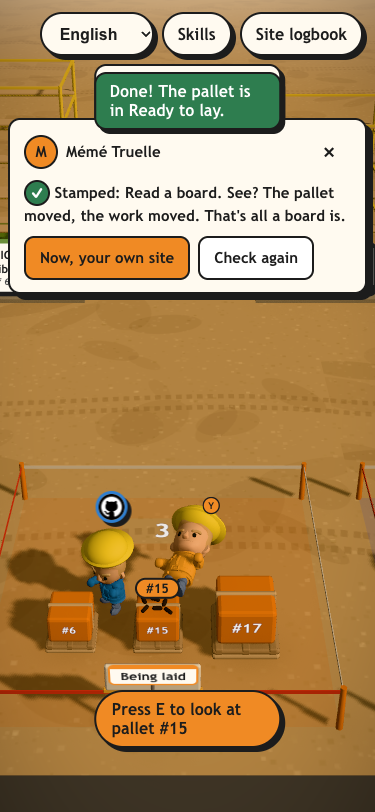 English
Skills
Site logbook
Done! The pallet is
in Ready to lay.
M
Mémé Truelle
✕
Stamped: Read a board. See? The pallet
moved, the work moved. That's all a board is.
Now, your own site
Check again
Y
3
#15
#6
#15
#17
Being laid
Press E to look at
pallet #15